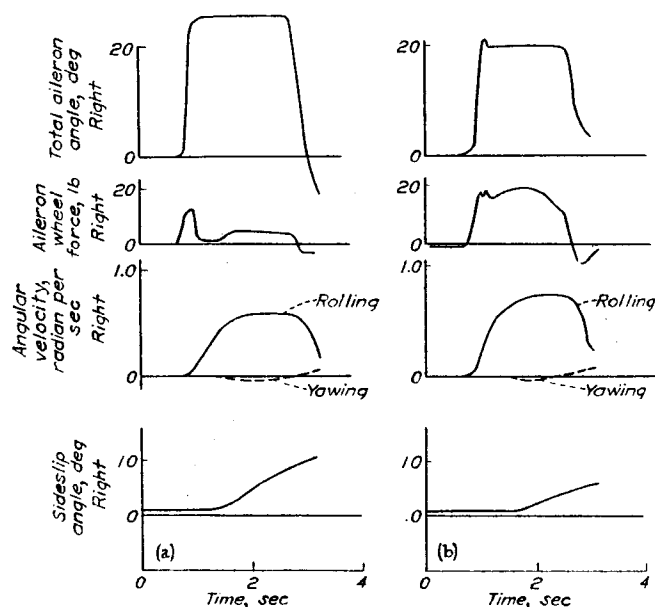 Total aileron
angle, deg
Right
20
0
20
0
Aileron
wheel
force, lb
Right
20
0
20
0
Angular
velocity,
radian per
sec
Right
1.0
0
Rolling
Yawing
1.0
0
Rolling
Yawing
Sideslip
angle, deg
Right
10
0
(a)
0 2 4
Time, sec
10
.0
(b)
0 2 4
Time, sec